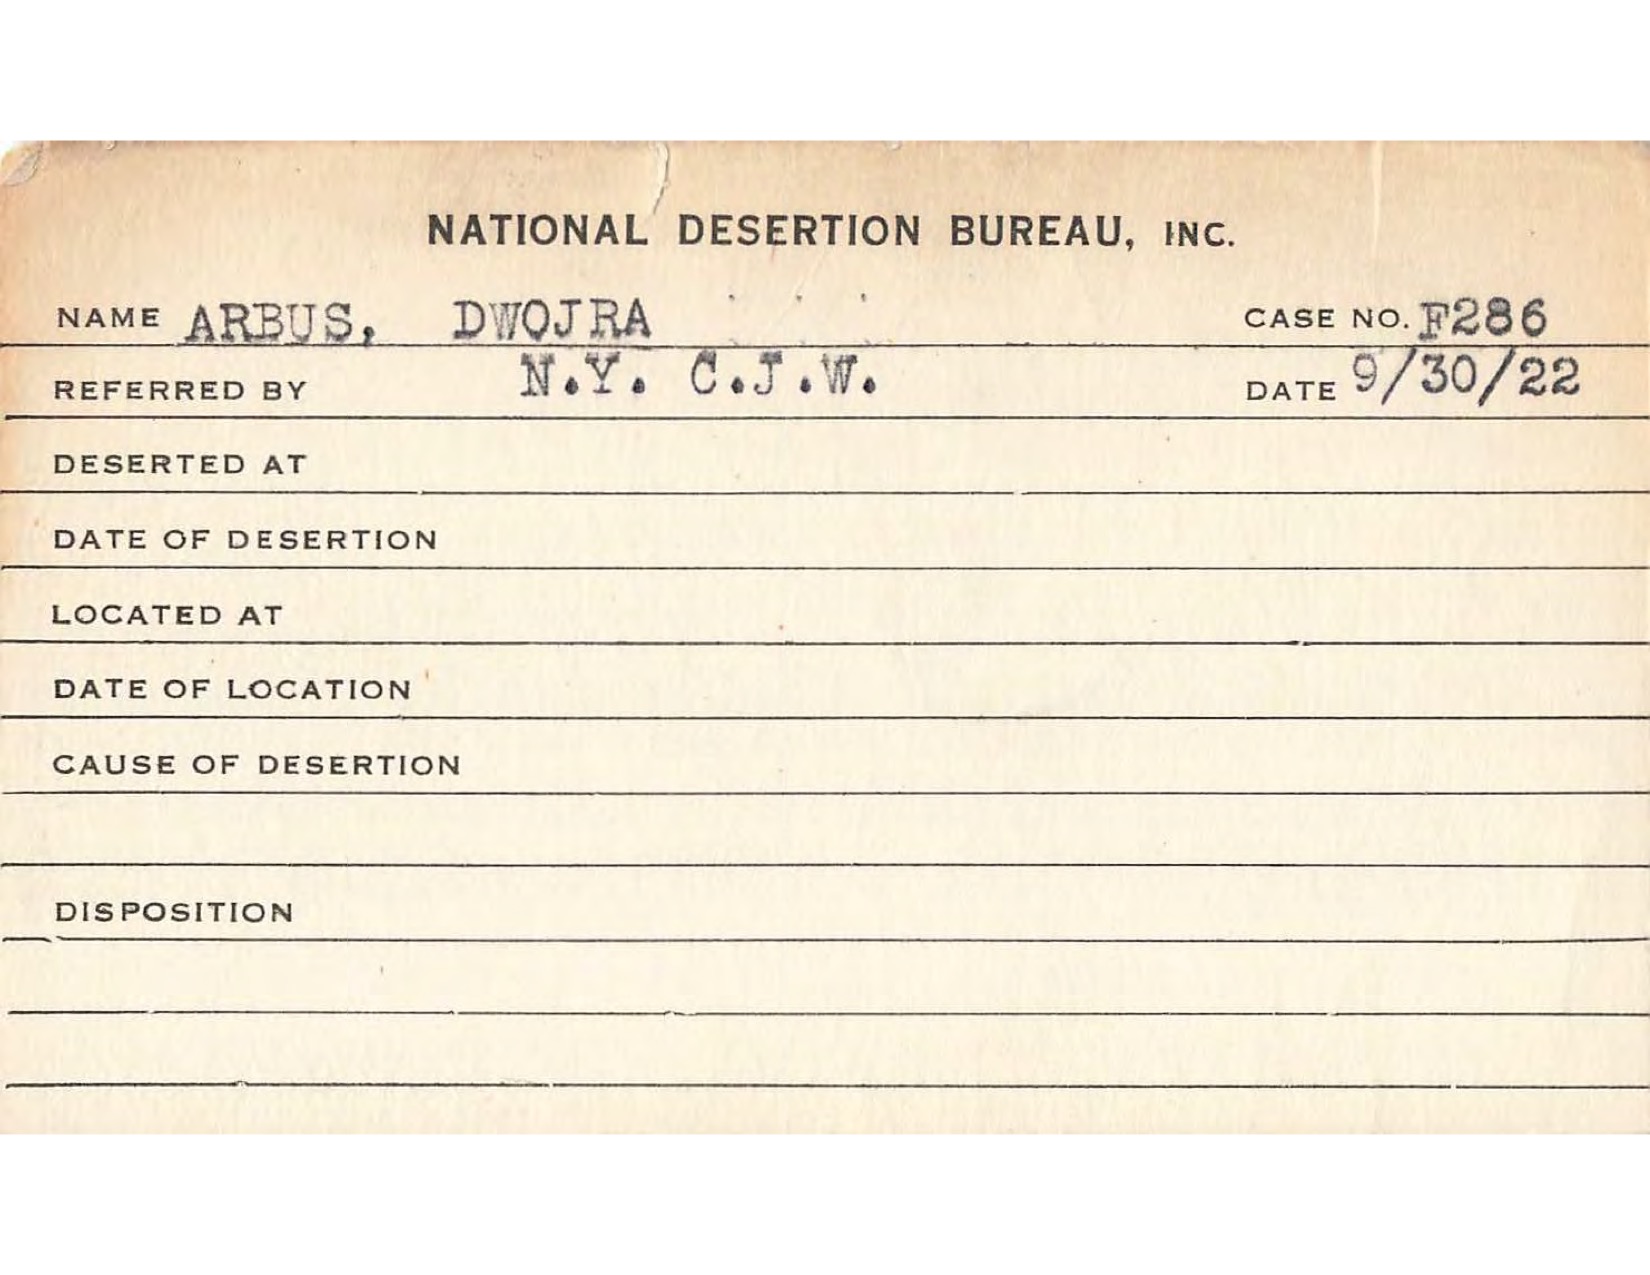 NATIONAL DESERTION BUREAU, INC.
NAME ARBUS, DWOJRA CASE NO. F286
REFERRED BY N.Y. C.J.W. DATE 9/30/22
DESERTED AT
DATE OF DESERTION
LOCATED AT
DATE OF LOCATION
CAUSE OF DESERTION
DISPOSITION